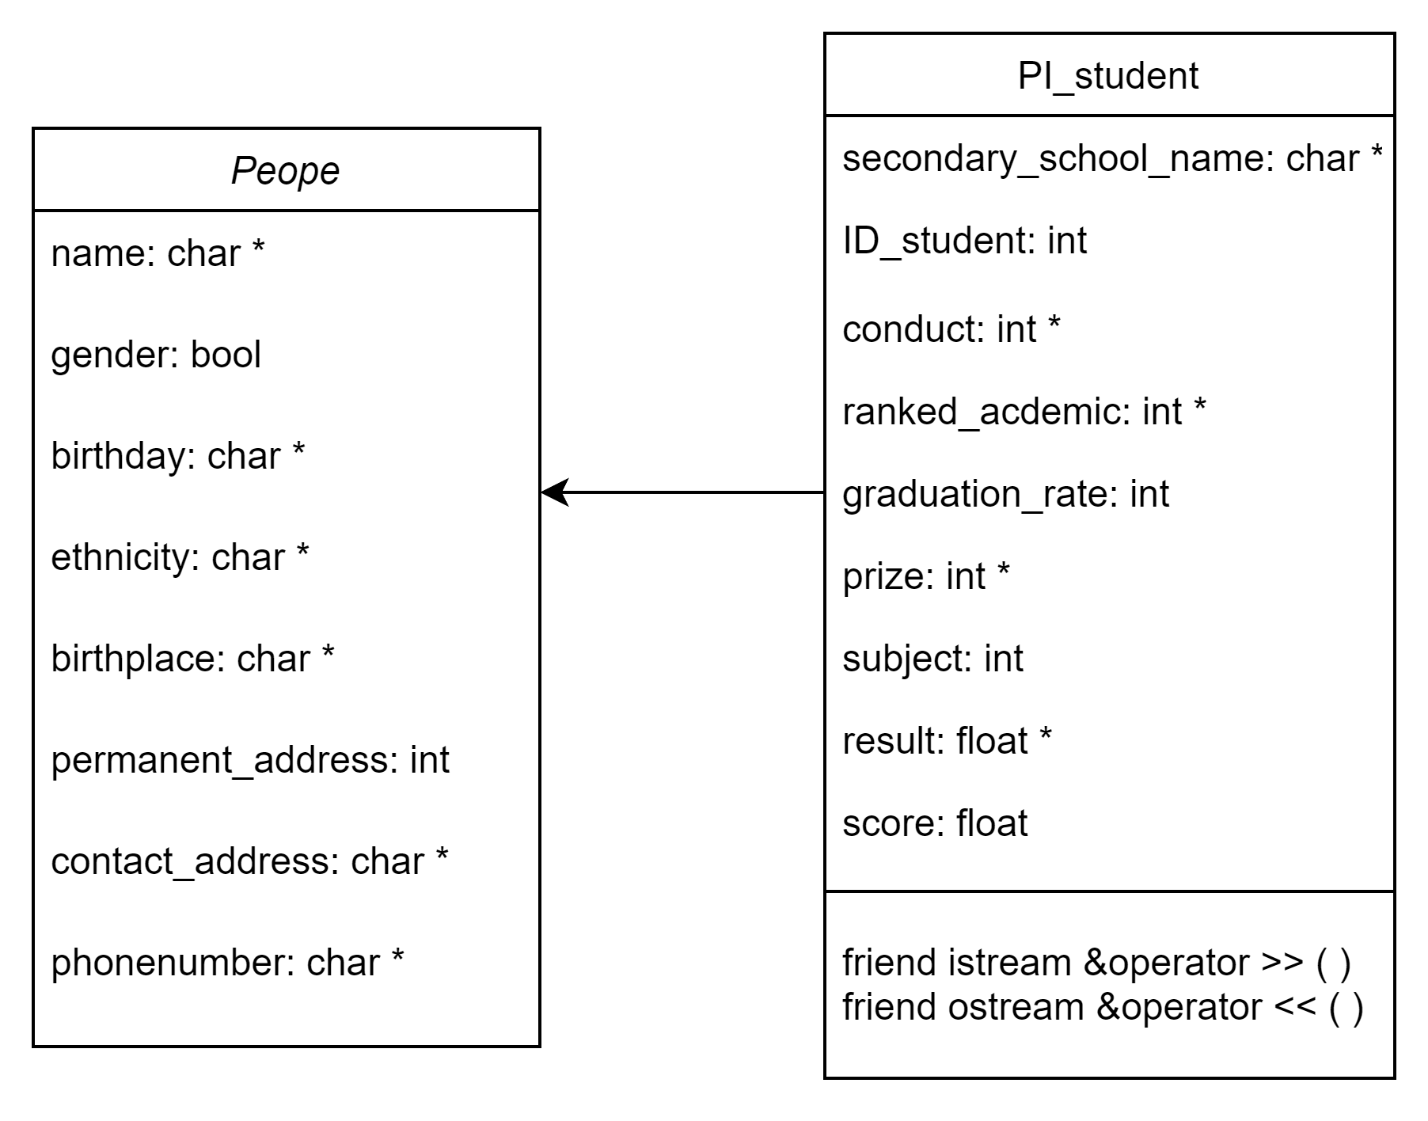 Peope
name: char *
gender: bool
birthday: char *
ethnicity: char *
birthplace: char *
permanent_address: int
contact_address: char *
phonenumber: char *
PI_student
secondary_school_name: char *
ID_student: int
conduct: int *
ranked_acdemic: int *
graduation_rate: int
prize: int *
subject: int
result: float *
score: float
friend istream &operator >> ( )
friend ostream &operator << ( )